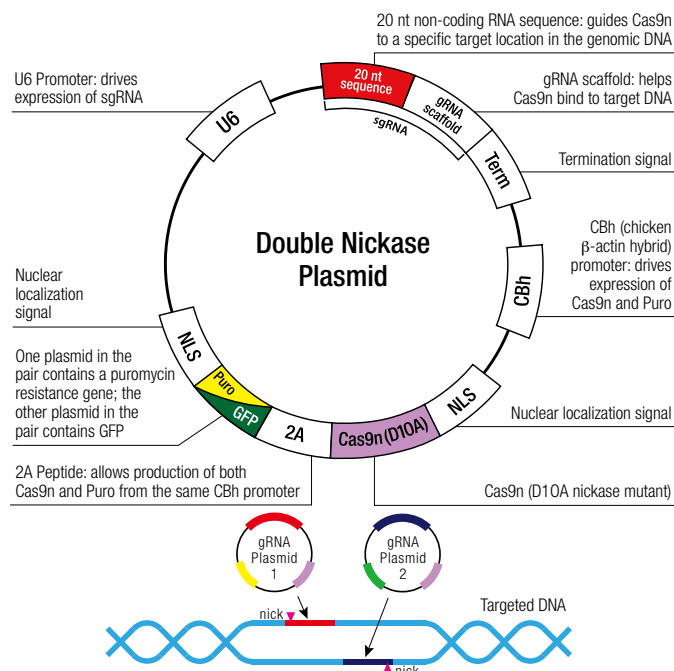 20 nt non-coding RNA sequence: guides Cas9n
to a specific target location in the genomic DNA
U6 Promoter: drives
expression of sgRNA
20 nt
sequence
gRNA
scaffold
gRNA scaffold: helps
Cas9n bind to target DNA
U6
sgRNA
Term
Termination signal
Double Nickase
Plasmid
CBh (chicken
β-actin hybrid)
promoter: drives
expression of
Cas9n and Puro
CBh
Nuclear
localization
signal
NLS
One plasmid in the
pair contains a puromycin
resistance gene; the
other plasmid in the
pair contains GFP
Puro
GFP
2A
Cas9n (D10A)
NLS
Nuclear localization signal
2A Peptide: allows production of both
Cas9n and Puro from the same CBh promoter
Cas9n (D10A nickase mutant)
gRNA
Plasmid
1
gRNA
Plasmid
2
nick
Targeted DNA
nick